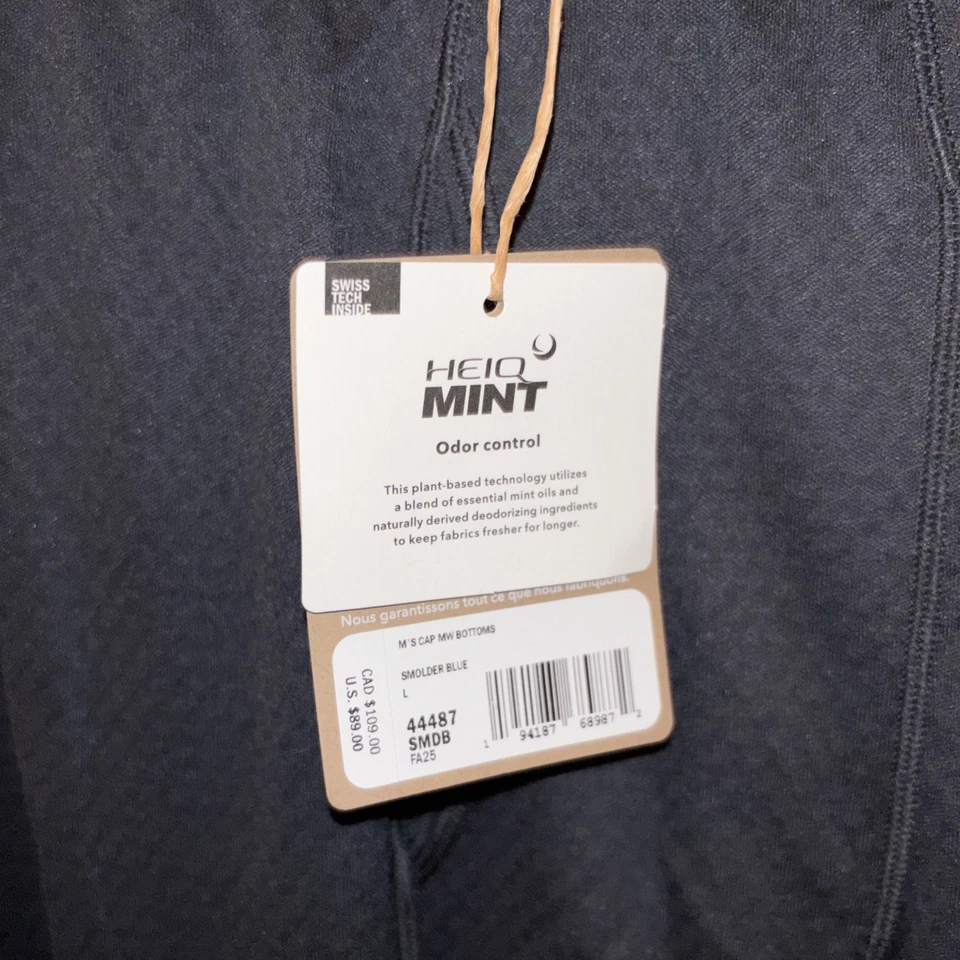 SWISS
TECH
INSIDE
HEIQ
MINT
Odor control
This plant-based technology utilizes
a blend of essential mint oils and
naturally derived deodorizing ingredients
to keep fabrics fresher for longer.
Nous garantissons tout ce que nous fabriquons.
M'S CAP MW BOTTOMS
SMOLDER BLUE
L
44487
SMDB
FA25
CAD $109.00
U.S. $89.00
1 94187 68987 2